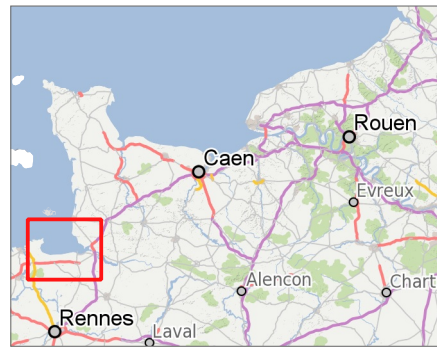 Rouen
Caen
Evreux
Alencon
Chart
Rennes
Laval